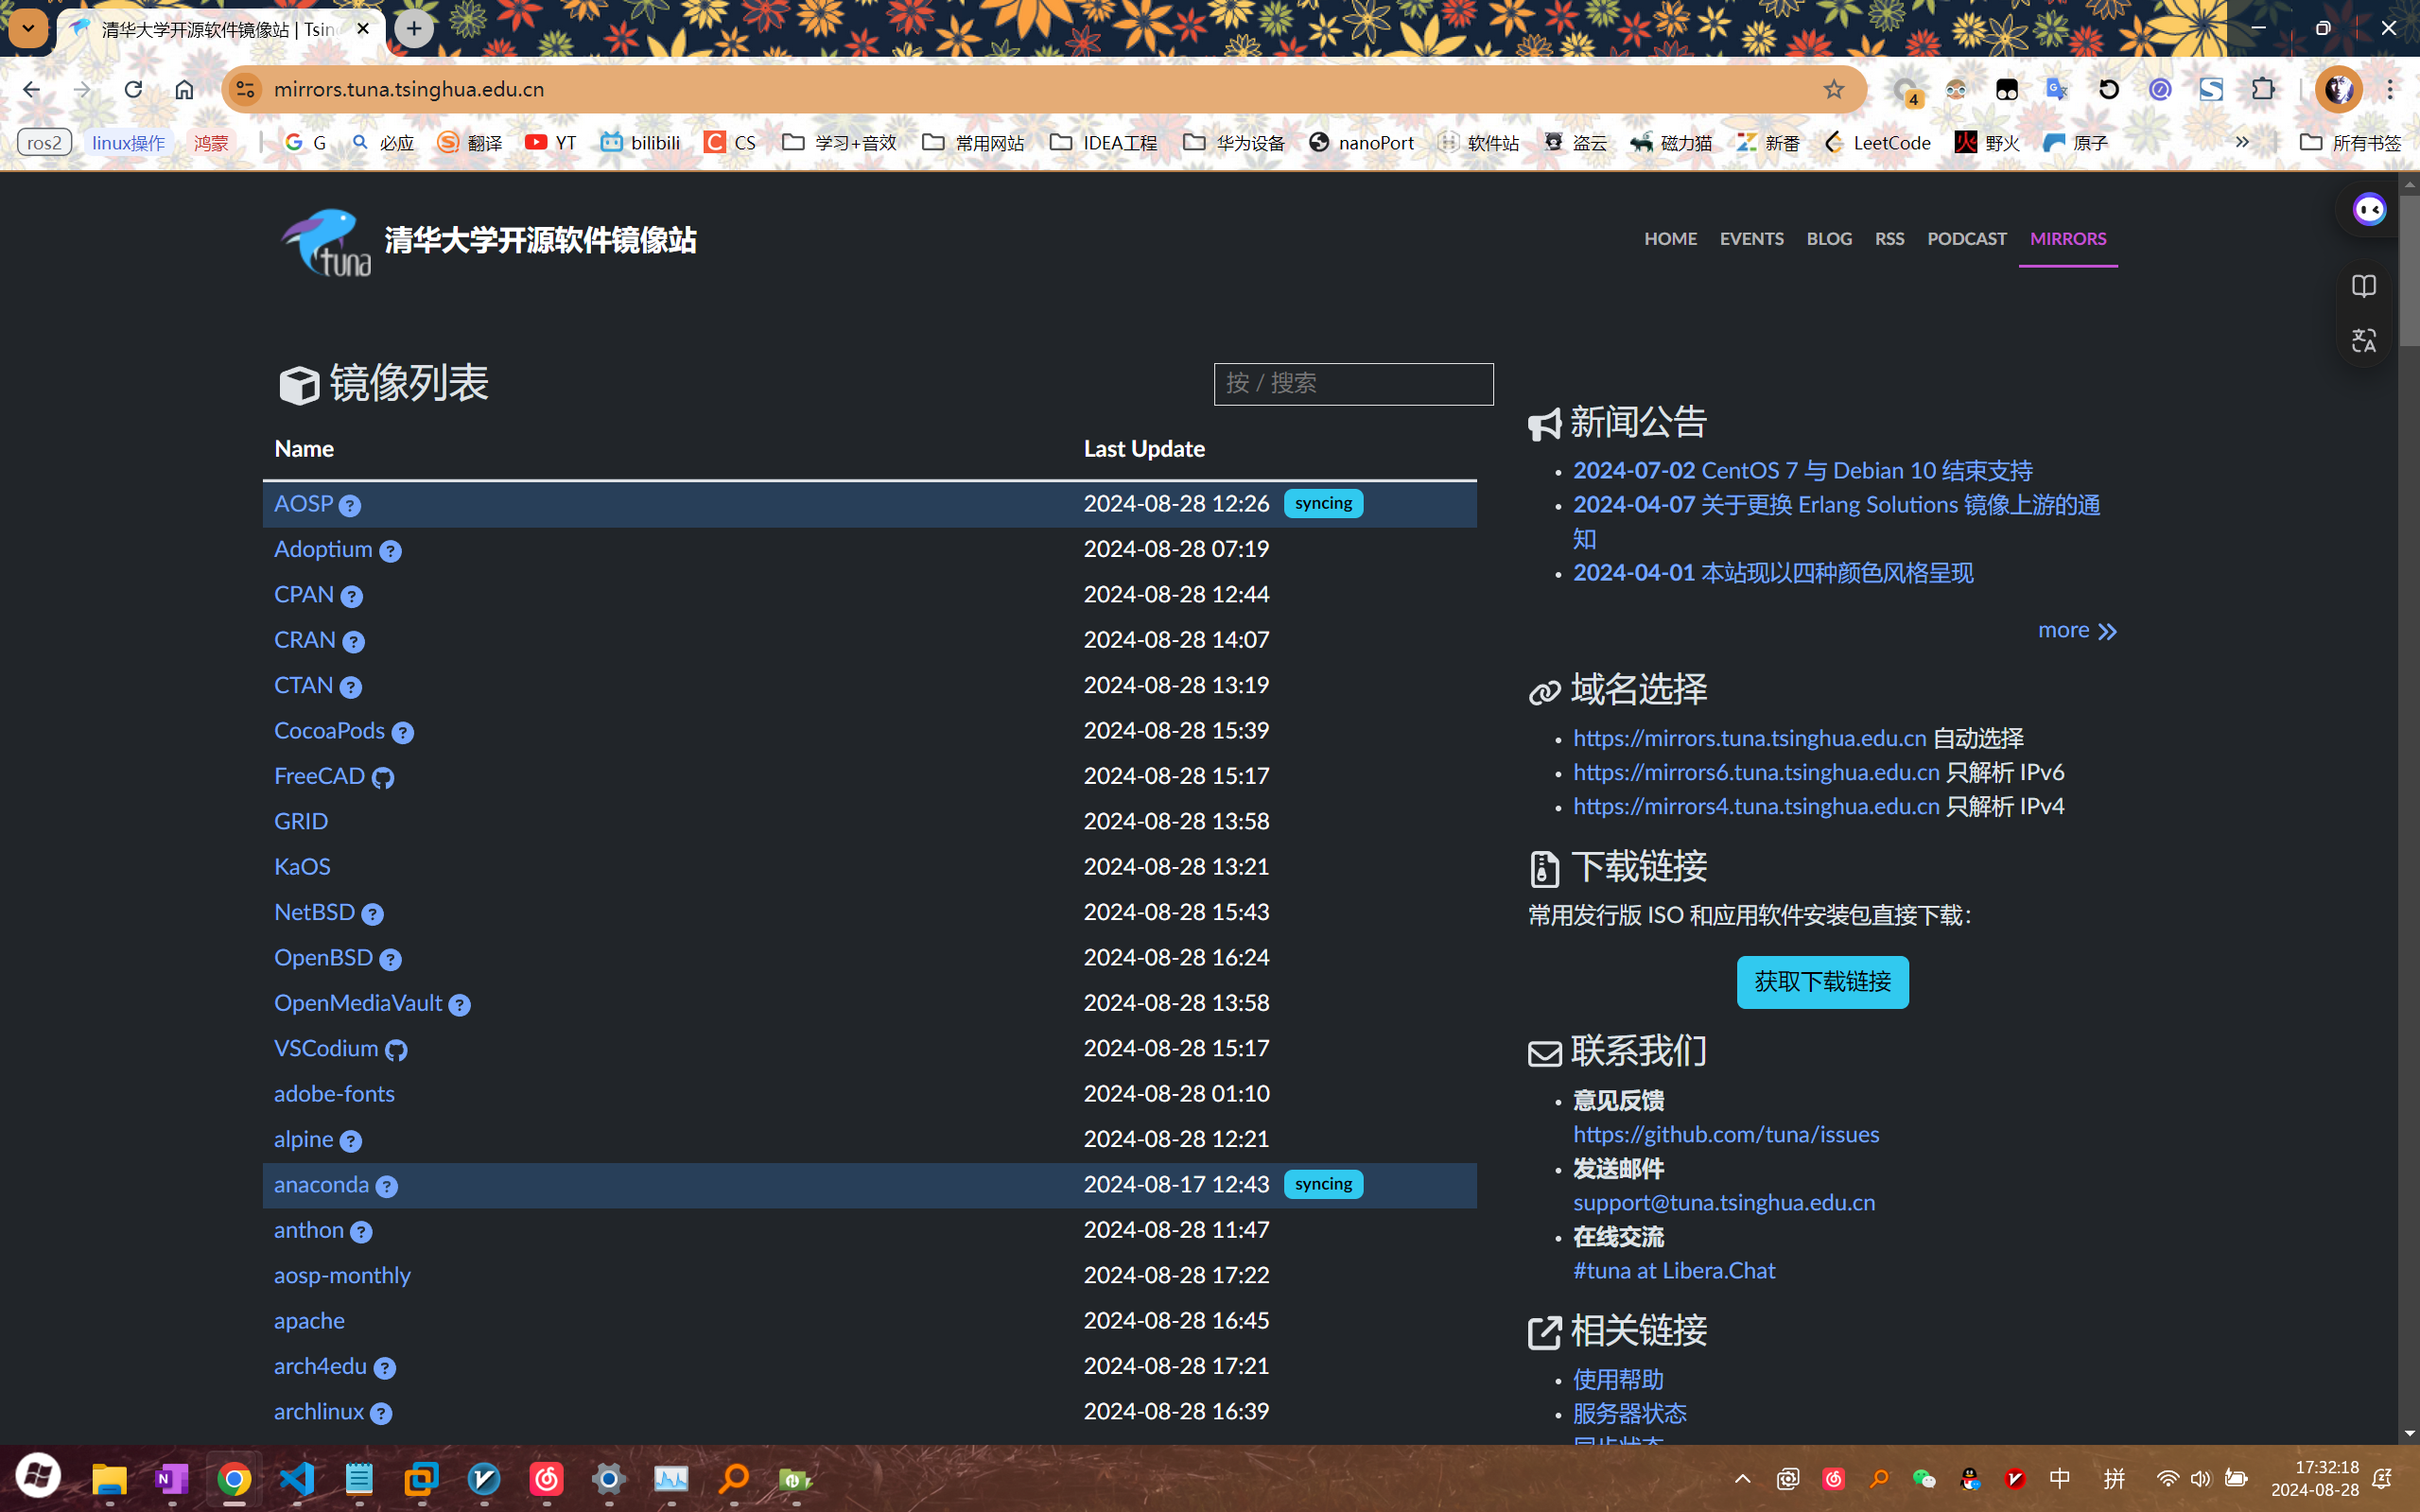 清华大学开源软件镜像站 | Tsin
mirrors.tuna.tsinghua.edu.cn
4
ros2 linux操作 鸿蒙 G 必应 翻译 YT bilibili CS 学习+音效 常用网站 IDEA工程 华为设备 nanoPort 软件站 盗云 磁力猫 新番 LeetCode 野火 原子 所有书签
tuna 清华大学开源软件镜像站
HOME EVENTS BLOG RSS PODCAST MIRRORS
镜像列表
按 / 搜索
Name Last Update
AOSP 2024-08-28 12:26 syncing
Adoptium 2024-08-28 07:19
CPAN 2024-08-28 12:44
CRAN 2024-08-28 14:07
CTAN 2024-08-28 13:19
CocoaPods 2024-08-28 15:39
FreeCAD 2024-08-28 15:17
GRID 2024-08-28 13:58
KaOS 2024-08-28 13:21
NetBSD 2024-08-28 15:43
OpenBSD 2024-08-28 16:24
OpenMediaVault 2024-08-28 13:58
VSCodium 2024-08-28 15:17
adobe-fonts 2024-08-28 01:10
alpine 2024-08-28 12:21
anaconda 2024-08-17 12:43 syncing
anthon 2024-08-28 11:47
aosp-monthly 2024-08-28 17:22
apache 2024-08-28 16:45
arch4edu 2024-08-28 17:21
archlinux 2024-08-28 16:39
新闻公告
2024-07-02 CentOS 7 与 Debian 10 结束支持
2024-04-07 关于更换 Erlang Solutions 镜像上游的通
知
2024-04-01 本站现以四种颜色风格呈现
more
域名选择
https://mirrors.tuna.tsinghua.edu.cn 自动选择
https://mirrors6.tuna.tsinghua.edu.cn 只解析 IPv6
https://mirrors4.tuna.tsinghua.edu.cn 只解析 IPv4
下载链接
常用发行版 ISO 和应用软件安装包直接下载：
获取下载链接
联系我们
意见反馈
https://github.com/tuna/issues
发送邮件
support@tuna.tsinghua.edu.cn
在线交流
#tuna at Libera.Chat
相关链接
使用帮助
服务器状态
同步状态
中 拼
17:32:18
2024-08-28